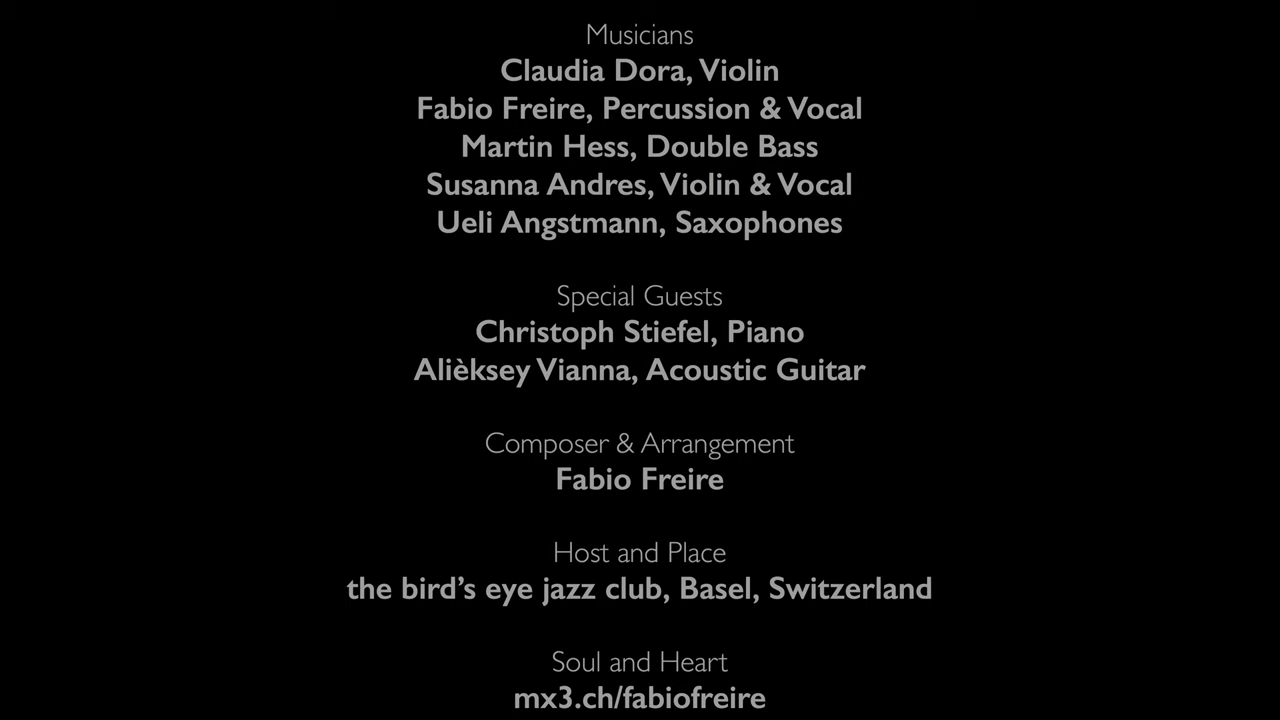 Musicians
Claudia Dora, Violin
Fabio Freire, Percussion & Vocal
Martin Hess, Double Bass
Susanna Andres, Violin & Vocal
Ueli Angstmann, Saxophones
Special Guests
Christoph Stiefel, Piano
Alièksey Vianna, Acoustic Guitar
Composer & Arrangement
Fabio Freire
Host and Place
the bird’s eye jazz club, Basel, Switzerland
Soul and Heart
mx3.ch/fabiofreire